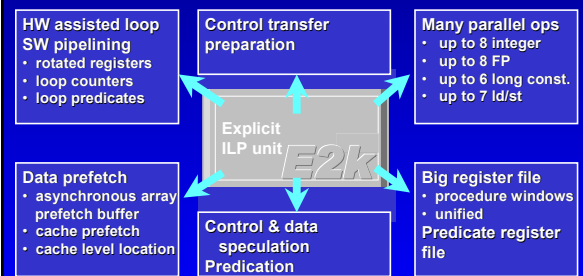 HW assisted loop
SW pipelining
• rotated registers
• loop counters
• loop predicates
Control transfer
preparation
Many parallel ops
• up to 8 integer
• up to 8 FP
• up to 6 long const.
• up to 7 ld/st
Explicit
ILP unit
E2k
Data prefetch
• asynchronous array
prefetch buffer
• cache prefetch
• cache level location
Control & data
speculation
Predication
Big register file
• procedure windows
• unified
Predicate register
file